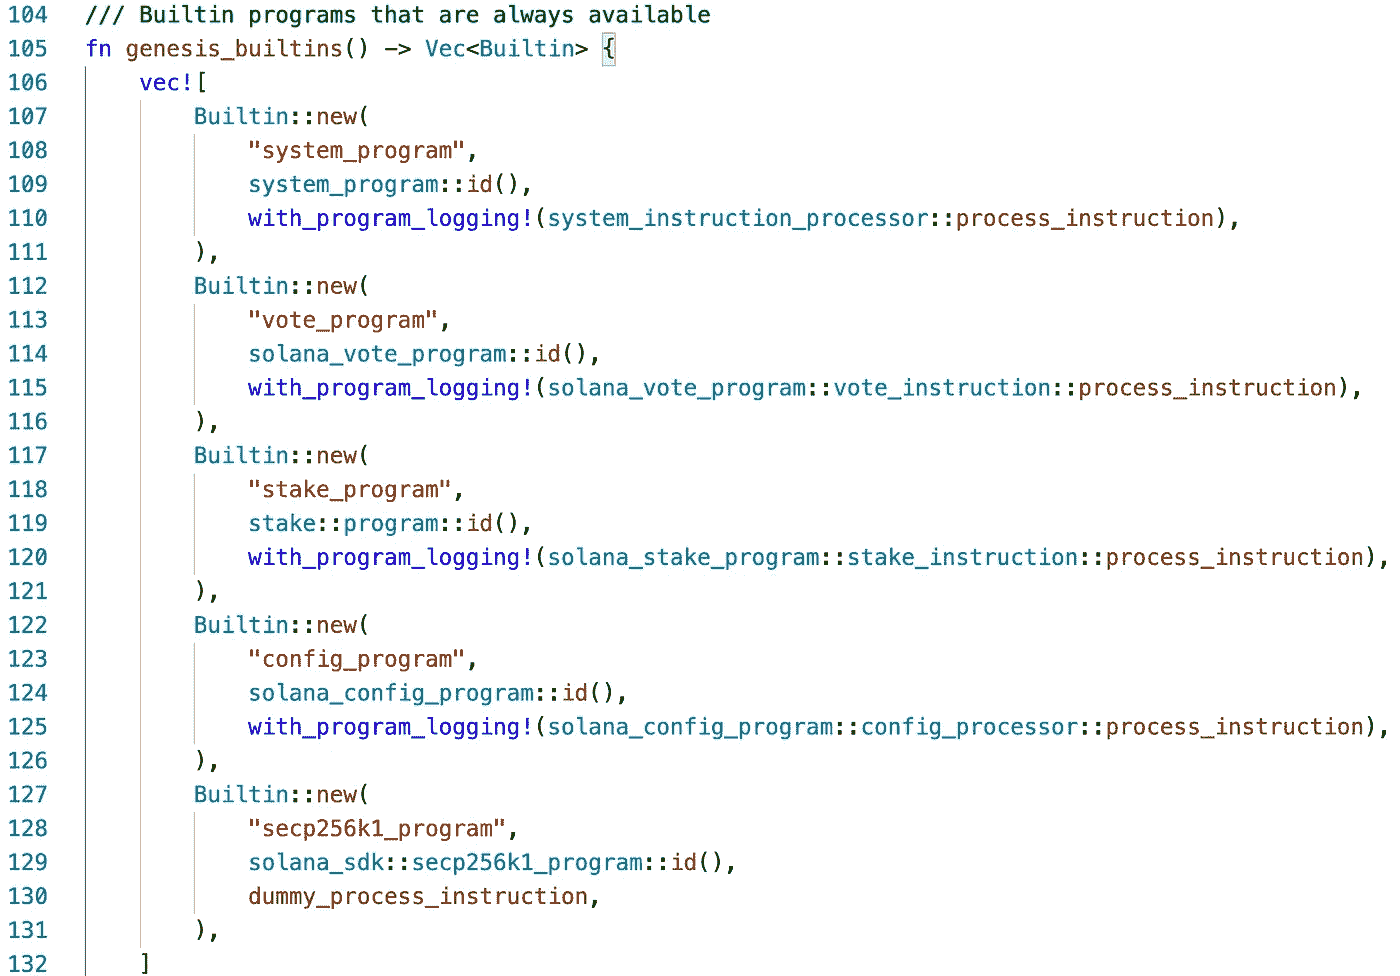 104 /// Builtin programs that are always available
105 fn genesis_builtins() -> Vec<Builtin> {
106     vec![
107         Builtin::new(
108             "system_program",
109             system_program::id(),
110             with_program_logging!(system_instruction_processor::process_instruction),
111         ),
112         Builtin::new(
113             "vote_program",
114             solana_vote_program::id(),
115             with_program_logging!(solana_vote_program::vote_instruction::process_instruction),
116         ),
117         Builtin::new(
118             "stake_program",
119             stake::program::id(),
120             with_program_logging!(solana_stake_program::stake_instruction::process_instruction),
121         ),
122         Builtin::new(
123             "config_program",
124             solana_config_program::id(),
125             with_program_logging!(solana_config_program::config_processor::process_instruction),
126         ),
127         Builtin::new(
128             "secp256k1_program",
129             solana_sdk::secp256k1_program::id(),
130             dummy_process_instruction,
131         ),
132     ]